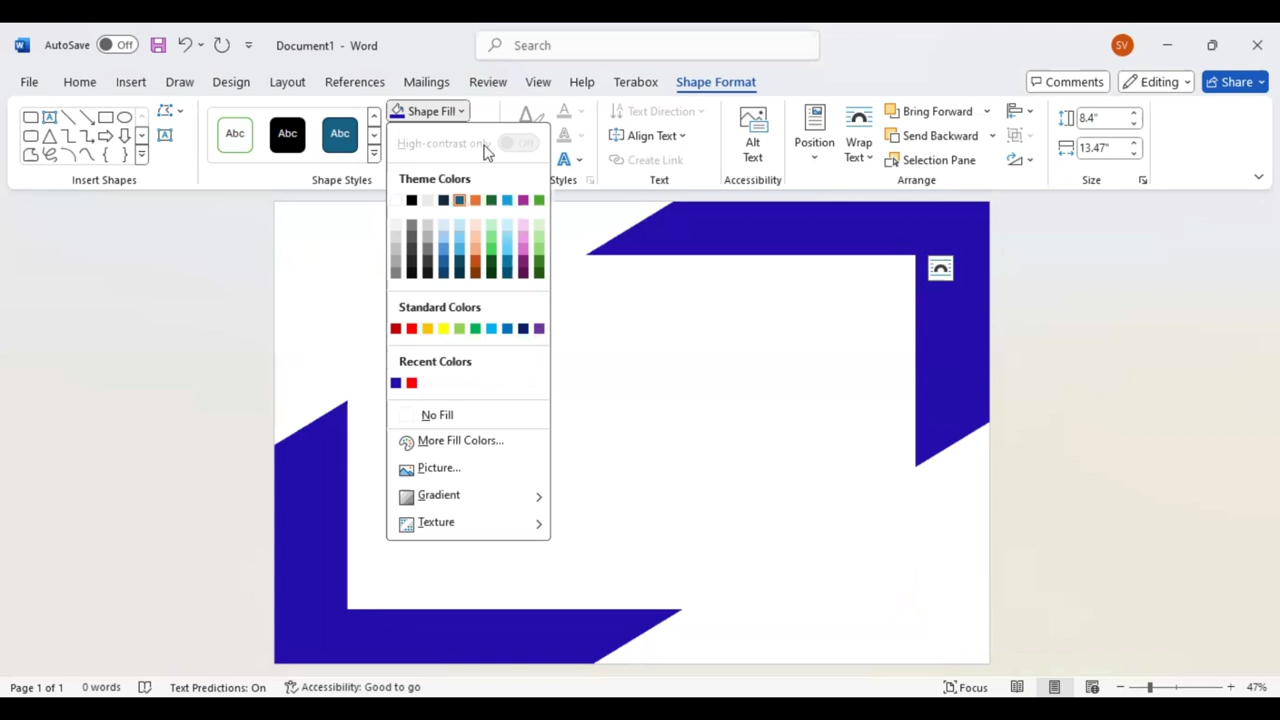 AutoSave Off Document1 - Word Search SV
File Home Insert Draw Design Layout References Mailings Review View Help Terabox Shape Format Comments Editing Share
Abc Abc Abc Shape Fill Text Direction Bring Forward 8.4"
Align Text Alt Text Position Wrap Text Send Backward 13.47"
Create Link Selection Pane
Insert Shapes Shape Styles Styles Text Accessibility Arrange Size
High-contrast only Off
Theme Colors
Standard Colors
Recent Colors
No Fill
More Fill Colors...
Picture...
Gradient
Texture
Page 1 of 1 0 words Text Predictions: On Accessibility: Good to go Focus 47%